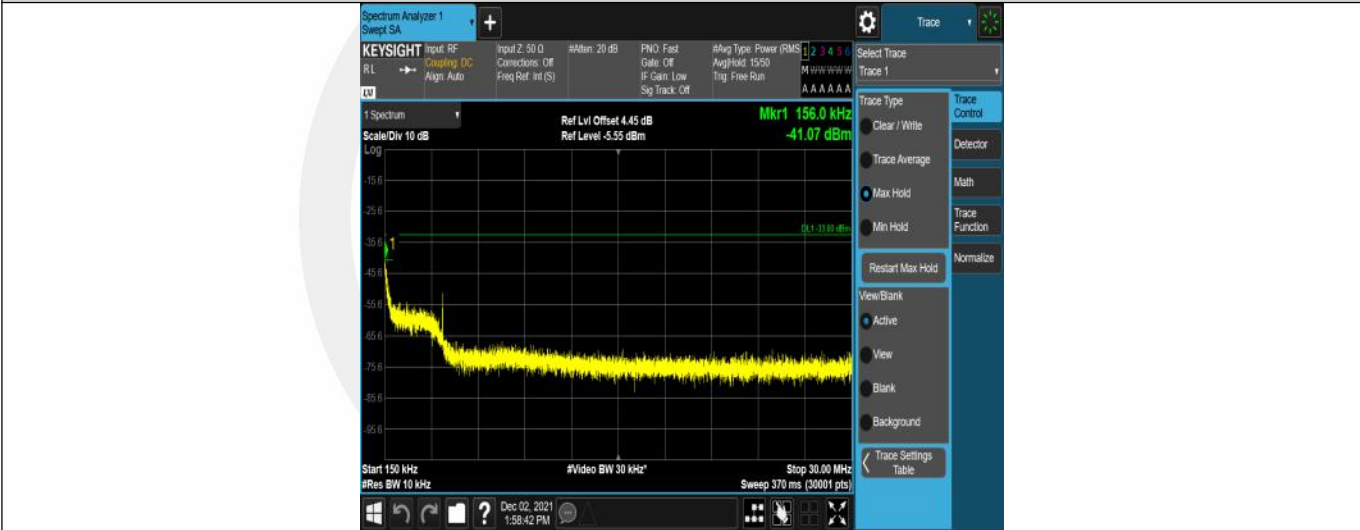 Spectrum Analyzer 1
Swept SA
+
Trace
KEYSIGHT
RL
Input: RF
Coupling: DC
Align: Auto
Input Z: 50 Ω
Corrections: Off
Freq Ref: Int (S)
#Atten: 20 dB
PNO: Fast
Gate: Off
IF Gain: Low
Sig Track: Off
#Avg Type: Power (RMS
Avg|Hold: 15/50
Trig: Free Run
1 2 3 4 5 6
M W W W W W
A A A A A A
Select Trace
Trace 1
1 Spectrum
Scale/Div 10 dB
Log
Ref Lvl Offset 4.45 dB
Ref Level -5.55 dBm
Mkr1 156.0 kHz
-41.07 dBm
-15.6
-25.6
-35.6
-45.6
-55.6
-65.6
-75.6
-85.6
-95.6
1
Start 150 kHz
#Res BW 10 kHz
#Video BW 30 kHz*
Stop 30.00 MHz
Sweep 370 ms (30001 pts)
Trace Type
Clear / Write
Trace Average
Max Hold
Min Hold
Restart Max Hold
View/Blank
Active
View
Blank
Background
Trace Settings
Table
Trace
Control
Detector
Math
Trace
Function
Normalize
?
Dec 02, 2021
1:58:42 PM